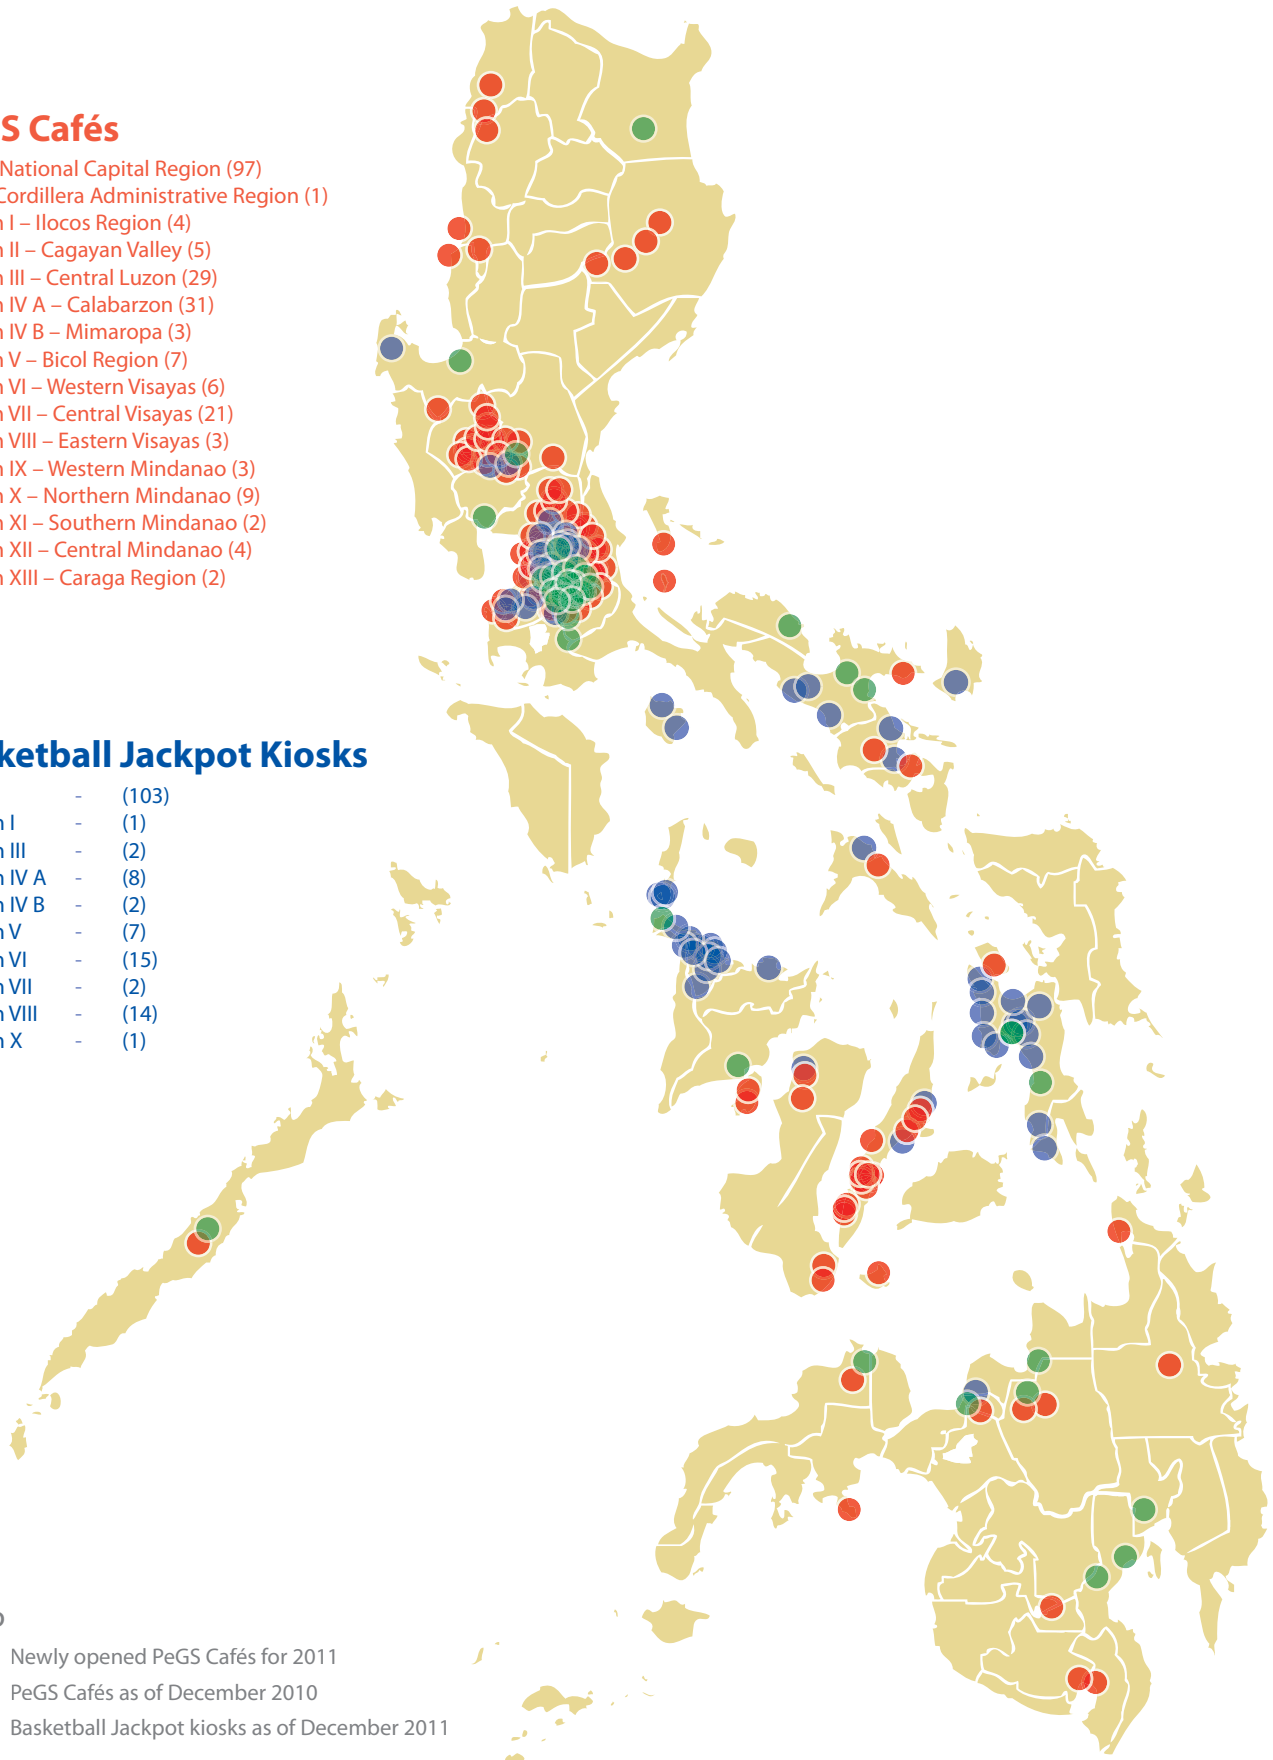 S Cafés
National Capital Region (97)
Cordillera Administrative Region (1)
n I – Ilocos Region (4)
n II – Cagayan Valley (5)
n III – Central Luzon (29)
n IV A – Calabarzon (31)
n IV B – Mimaropa (3)
n V – Bicol Region (7)
n VI – Western Visayas (6)
n VII – Central Visayas (21)
n VIII – Eastern Visayas (3)
n IX – Western Mindanao (3)
n X – Northern Mindanao (9)
n XI – Southern Mindanao (2)
n XII – Central Mindanao (4)
n XIII – Caraga Region (2)
ketball Jackpot Kiosks
- (103)
n I - (1)
n III - (2)
n IV A - (8)
n IV B - (2)
n V - (7)
n VI - (15)
n VII - (2)
n VIII - (14)
n X - (1)
Newly opened PeGS Cafés for 2011
PeGS Cafés as of December 2010
Basketball Jackpot kiosks as of December 2011